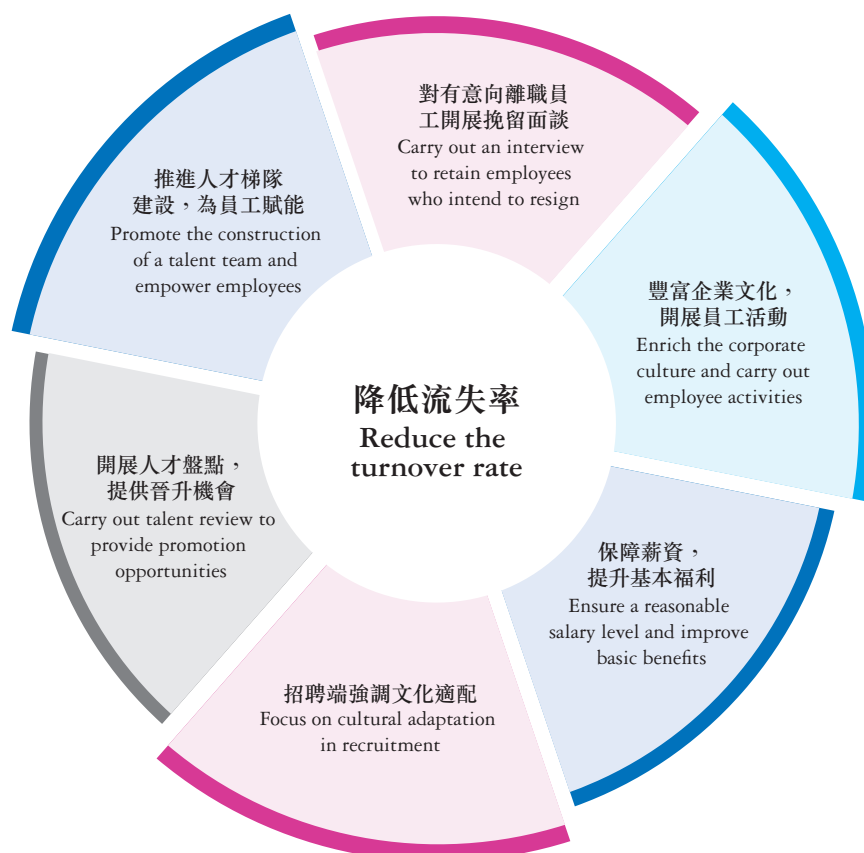 對有意向離職員
工開展挽留面談
Carry out an interview
to retain employees
who intend to resign
豐富企業文化，
開展員工活動
Enrich the corporate
culture and carry out
employee activities
保障薪資，
提升基本福利
Ensure a reasonable
salary level and improve
basic benefits
招聘端強調文化適配
Focus on cultural adaptation
in recruitment
開展人才盤點，
提供晉升機會
Carry out talent review to
provide promotion
opportunities
推進人才梯隊
建設，為員工賦能
Promote the construction
of a talent team and
empower employees
降低流失率
Reduce the
turnover rate